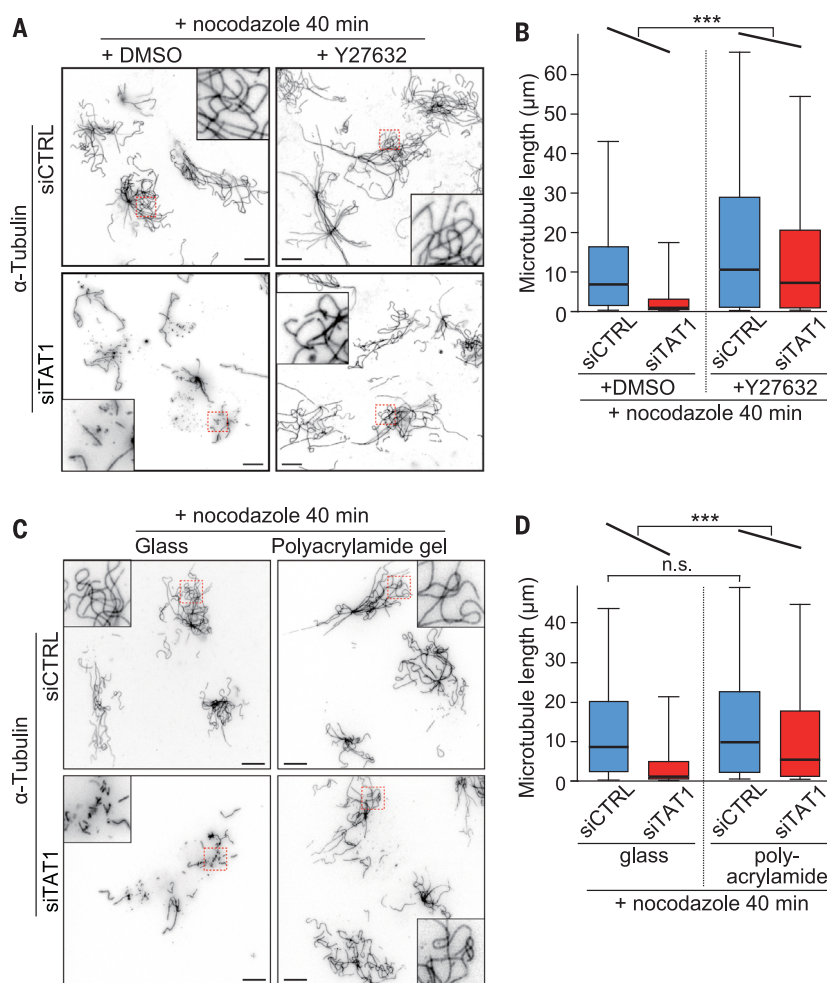 A
+ nocodazole 40 min
+ DMSO
+ Y27632
α-Tubulin
siCTRL
siTAT1
B
***
Microtubule length (µm)
60
50
40
30
20
10
0
siCTRL
siTAT1
siCTRL
siTAT1
+DMSO
+Y27632
+ nocodazole 40 min
C
+ nocodazole 40 min
Glass
Polyacrylamide gel
α-Tubulin
siCTRL
siTAT1
D
***
n.s.
Microtubule length (µm)
50
40
30
20
10
0
siCTRL
siTAT1
siCTRL
siTAT1
glass
poly-
acrylamide
+ nocodazole 40 min